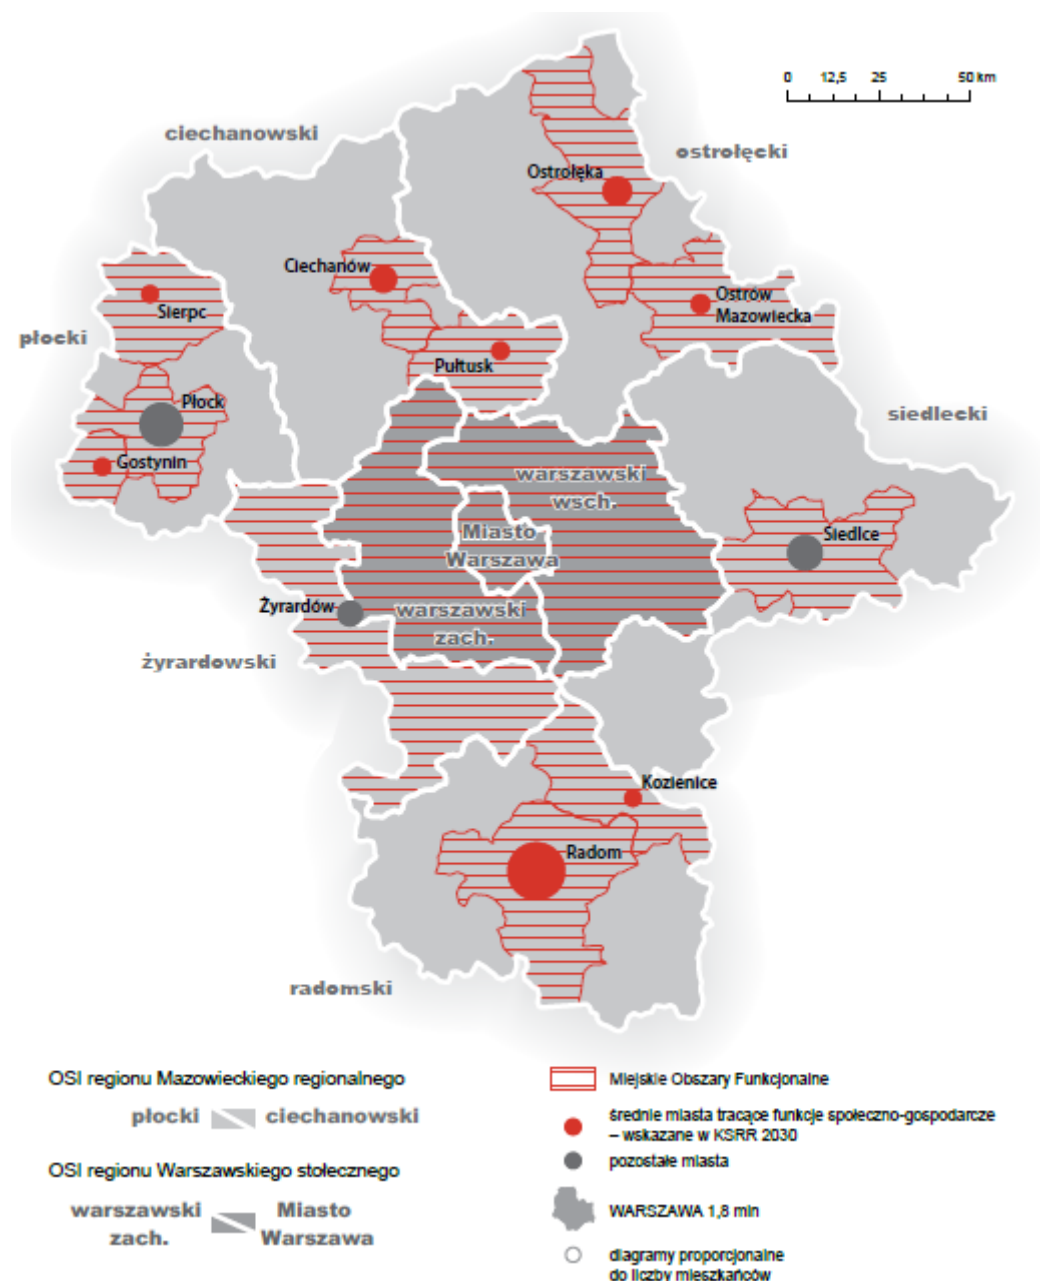 0 12,5 25 50 km
ciechanowski
ostrołęcki
Ostrołęka
Ciechanów
Sierpc
Ostrów
Mazowiecka
płocki
Pułtusk
Płock
siedlecki
Gostynin
warszawski
wsch.
Miasto
Warszawa
Siedlce
Żyrardów
warszawski
zach.
żyrardowski
Kozienice
Radom
radomski
OSI regionu Mazowieckiego regionalnego
płocki ciechanowski
OSI regionu Warszawskiego stołecznego
warszawski
zach.
Miasto
Warszawa
Miejskie Obszary Funkcjonalne
średnie miasta tracące funkcje społeczno-gospodarcze
– wskazane w KSRR 2030
pozostałe miasta
WARSZAWA 1,8 mln
diagramy proporcjonalne
do liczby mieszkańców